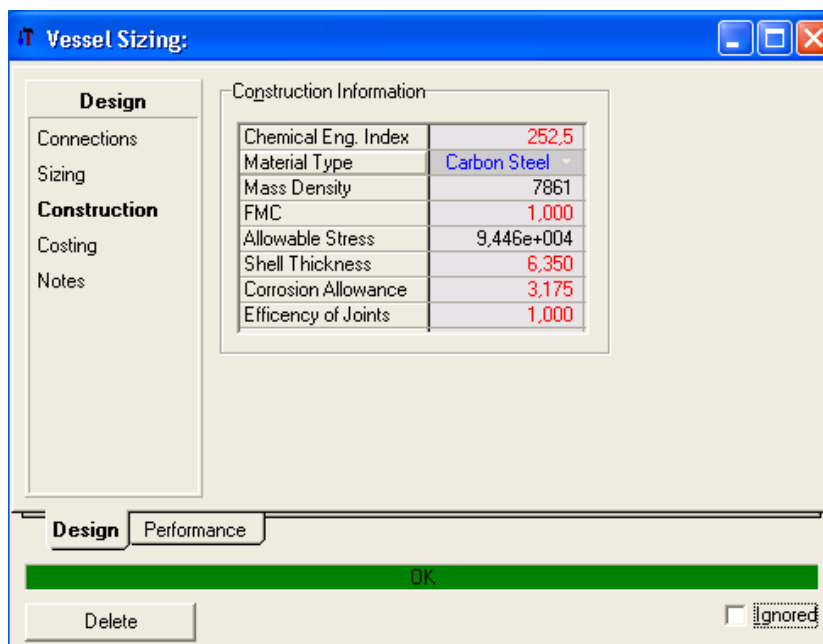 Vessel Sizing:
Design
Connections
Sizing
Construction
Costing
Notes
Construction Information
Chemical Eng. Index 252,5
Material Type Carbon Steel
Mass Density 7861
FMC 1,000
Allowable Stress 9,446e+004
Shell Thickness 6,350
Corrosion Allowance 3,175
Efficency of Joints 1,000
Design Performance
OK
Delete Ignored